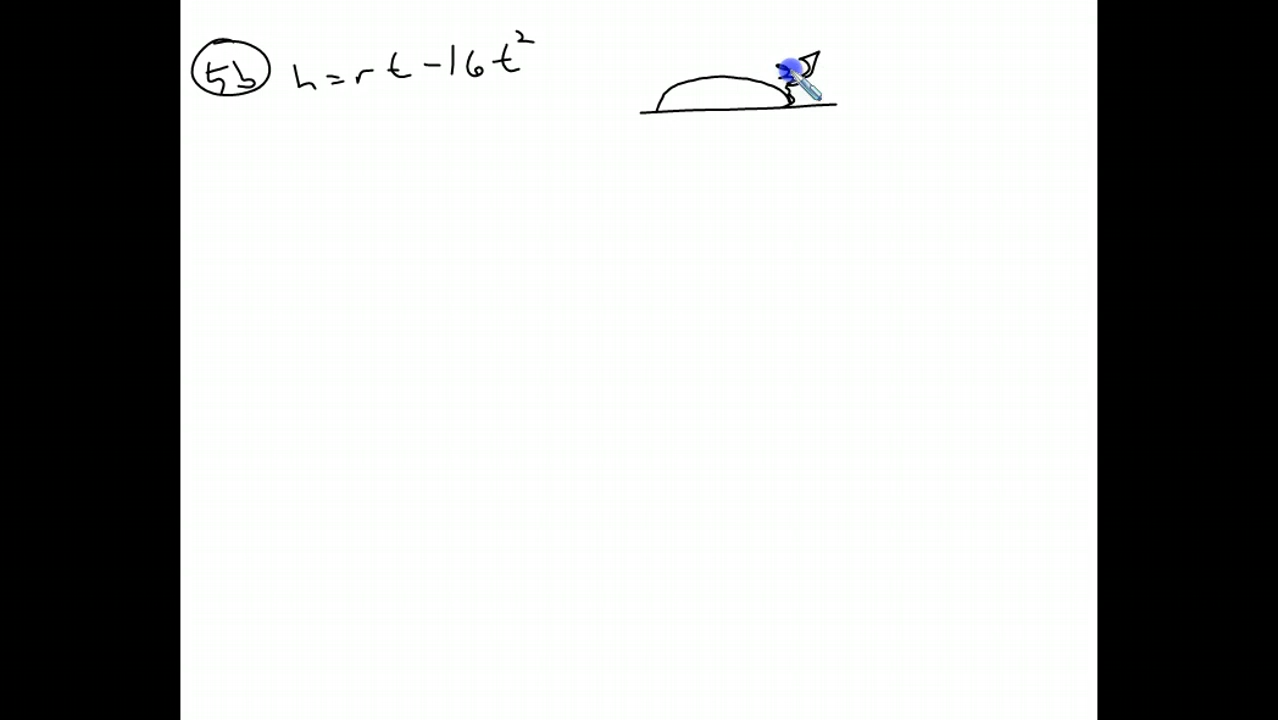 5b h = rt - 16t²